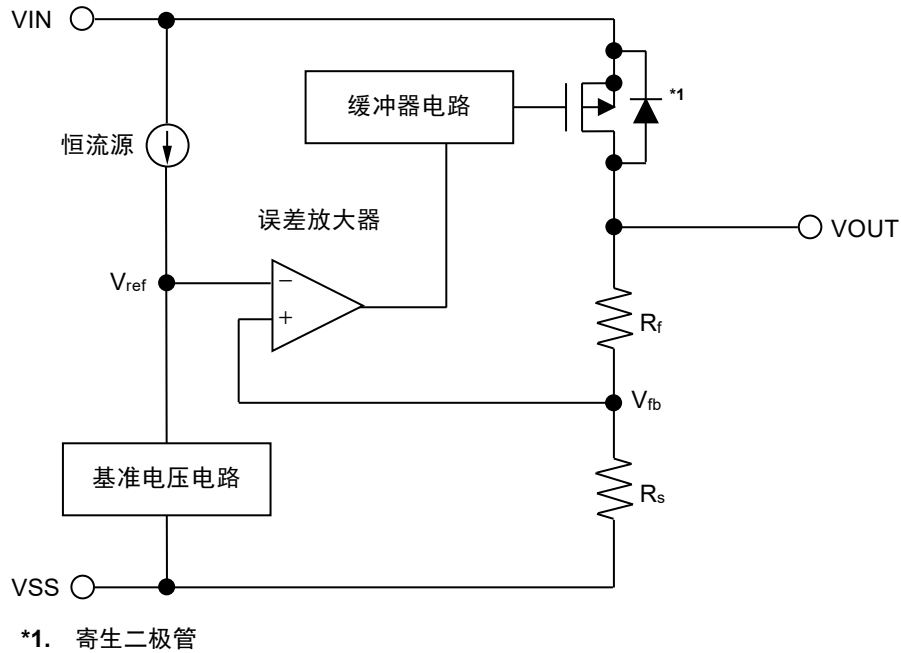 VIN
缓冲器电路
*1
恒流源
误差放大器
VOUT
Vref
−
+
Rf
Vfb
基准电压电路
Rs
VSS
*1. 寄生二极管